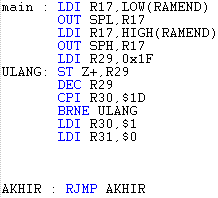 main : LDI R17,LOW(RAMEND)
OUT SPL,R17
LDI R17,HIGH(RAMEND)
OUT SPH,R17
LDI R29,0x1F
ULANG: ST Z+,R29
DEC R29
CPI R30,$1D
BRNE ULANG
LDI R30,$1
LDI R31,$0
AKHIR : RJMP AKHIR